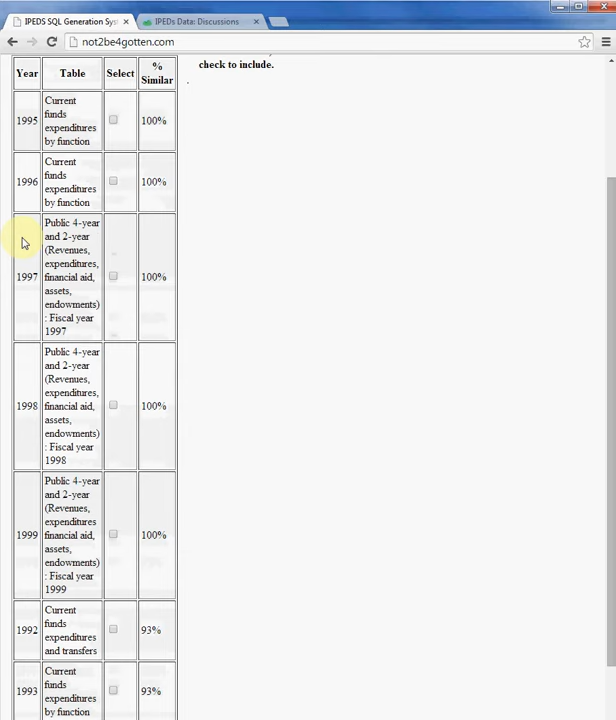 IPEDS SQL Generation Sys
IPEDs Data: Discussions
not2be4gotten.com
check to include.
.
Year Table Select %
Similar
1995 Current
funds
expenditures
by function 100%
1996 Current
funds
expenditures
by function 100%
1997 Public 4-year
and 2-year
(Revenues,
expenditures,
financial aid,
assets,
endowments)
: Fiscal year
1997 100%
1998 Public 4-year
and 2-year
(Revenues,
expenditures,
financial aid,
assets,
endowments)
: Fiscal year
1998 100%
1999 Public 4-year
and 2-year
(Revenues,
expenditures
financial aid,
assets,
endowments)
: Fiscal year
1999 100%
1992 Current
funds
expenditures
and transfers 93%
1993 Current
funds
expenditures
by function 93%